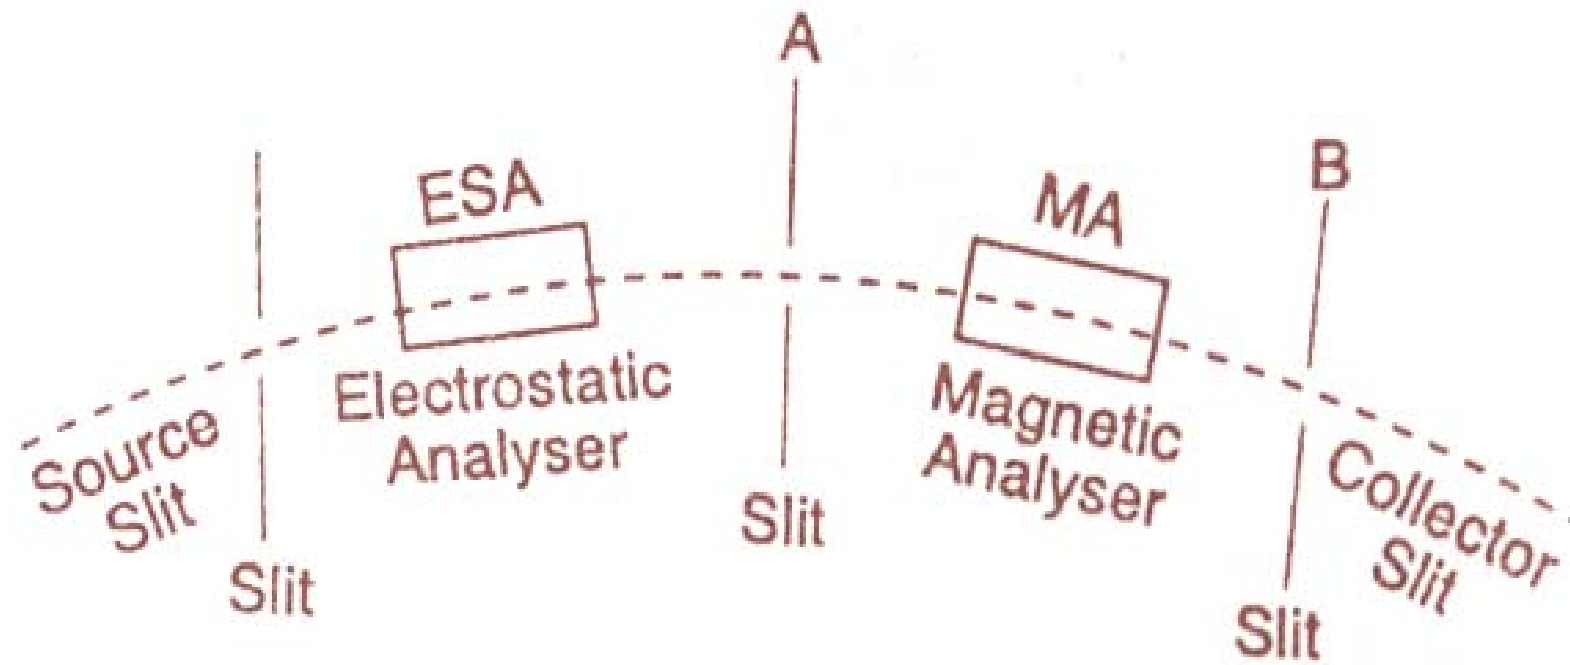 A
B
ESA
MA
Electrostatic
Analyser
Magnetic
Analyser
Source
Slit
Slit
Slit
Collector
Slit
Slit